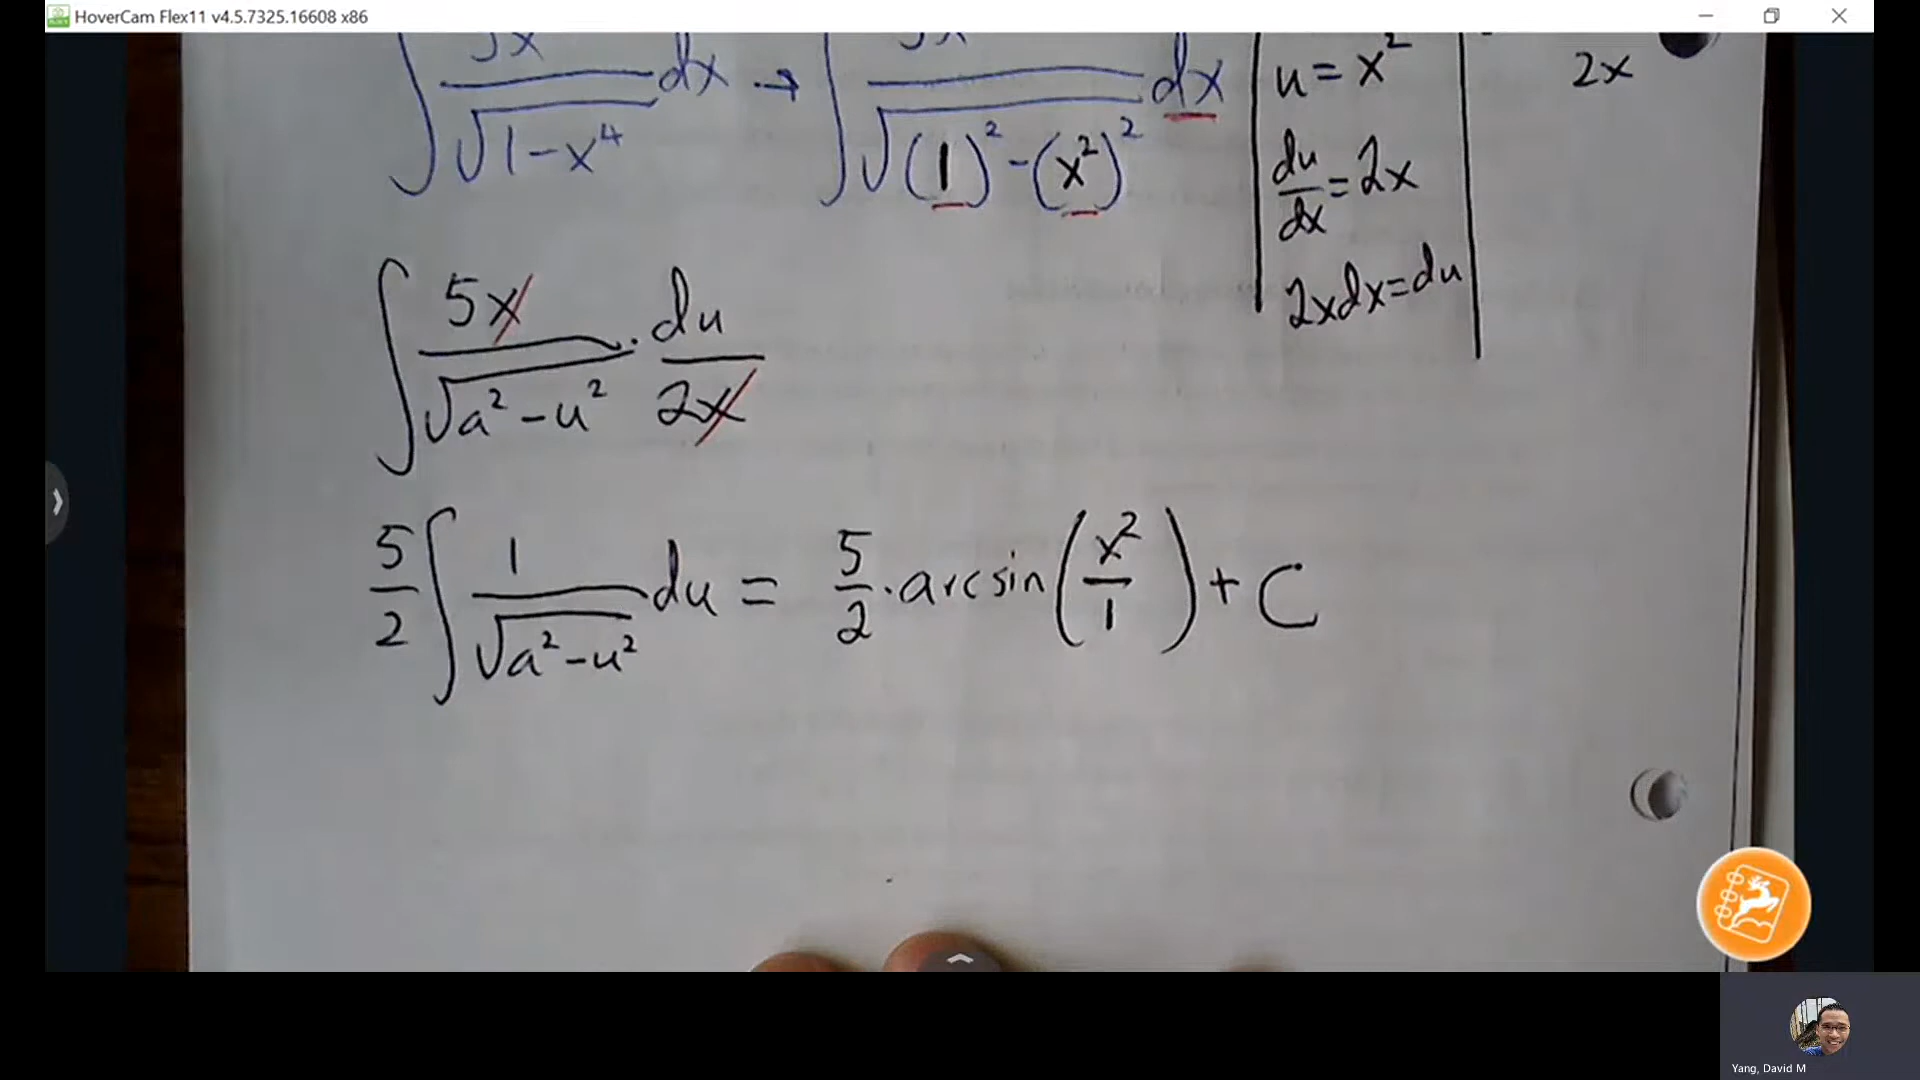 HoverCam Flex11 v4.5.7325.16608 x86
∫ 5x/√(1-x⁴) dx → ∫ 5x/√((1)²-(x²)²) dx
u = x²
2x
du/dx = 2x
2xdx = du
∫ 5x/√(a²-u²) · du/2x
5/2 ∫ 1/√(a²-u²) du = 5/2 · arcsin(x²/1) + C
Yang, David M